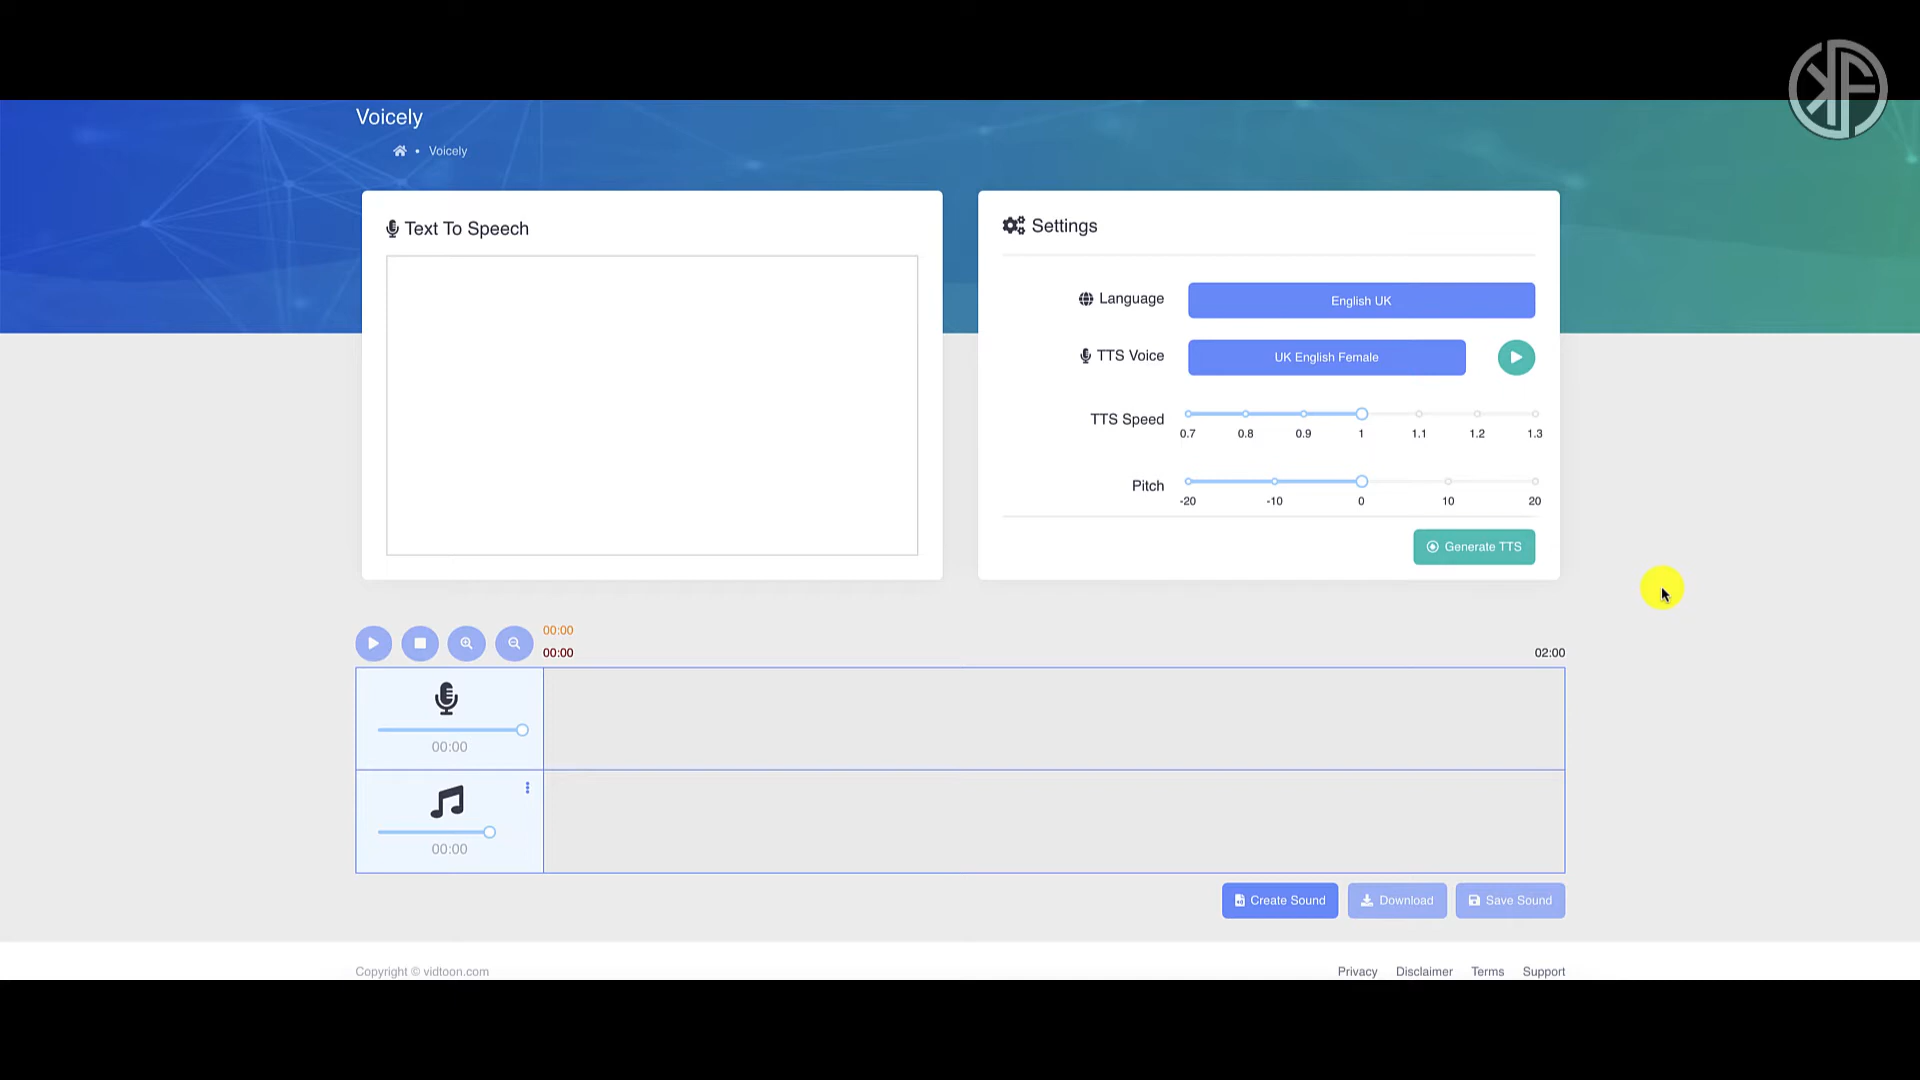 Voicely
Voicely
Text To Speech
Settings
Language
English UK
TTS Voice
UK English Female
TTS Speed
0.7 0.8 0.9 1 1.1 1.2 1.3
Pitch
-20 -10 0 10 20
Generate TTS
00:00
00:00
02:00
00:00
00:00
Create Sound
Download
Save Sound
Copyright © vidtoon.com
Privacy Disclaimer Terms Support